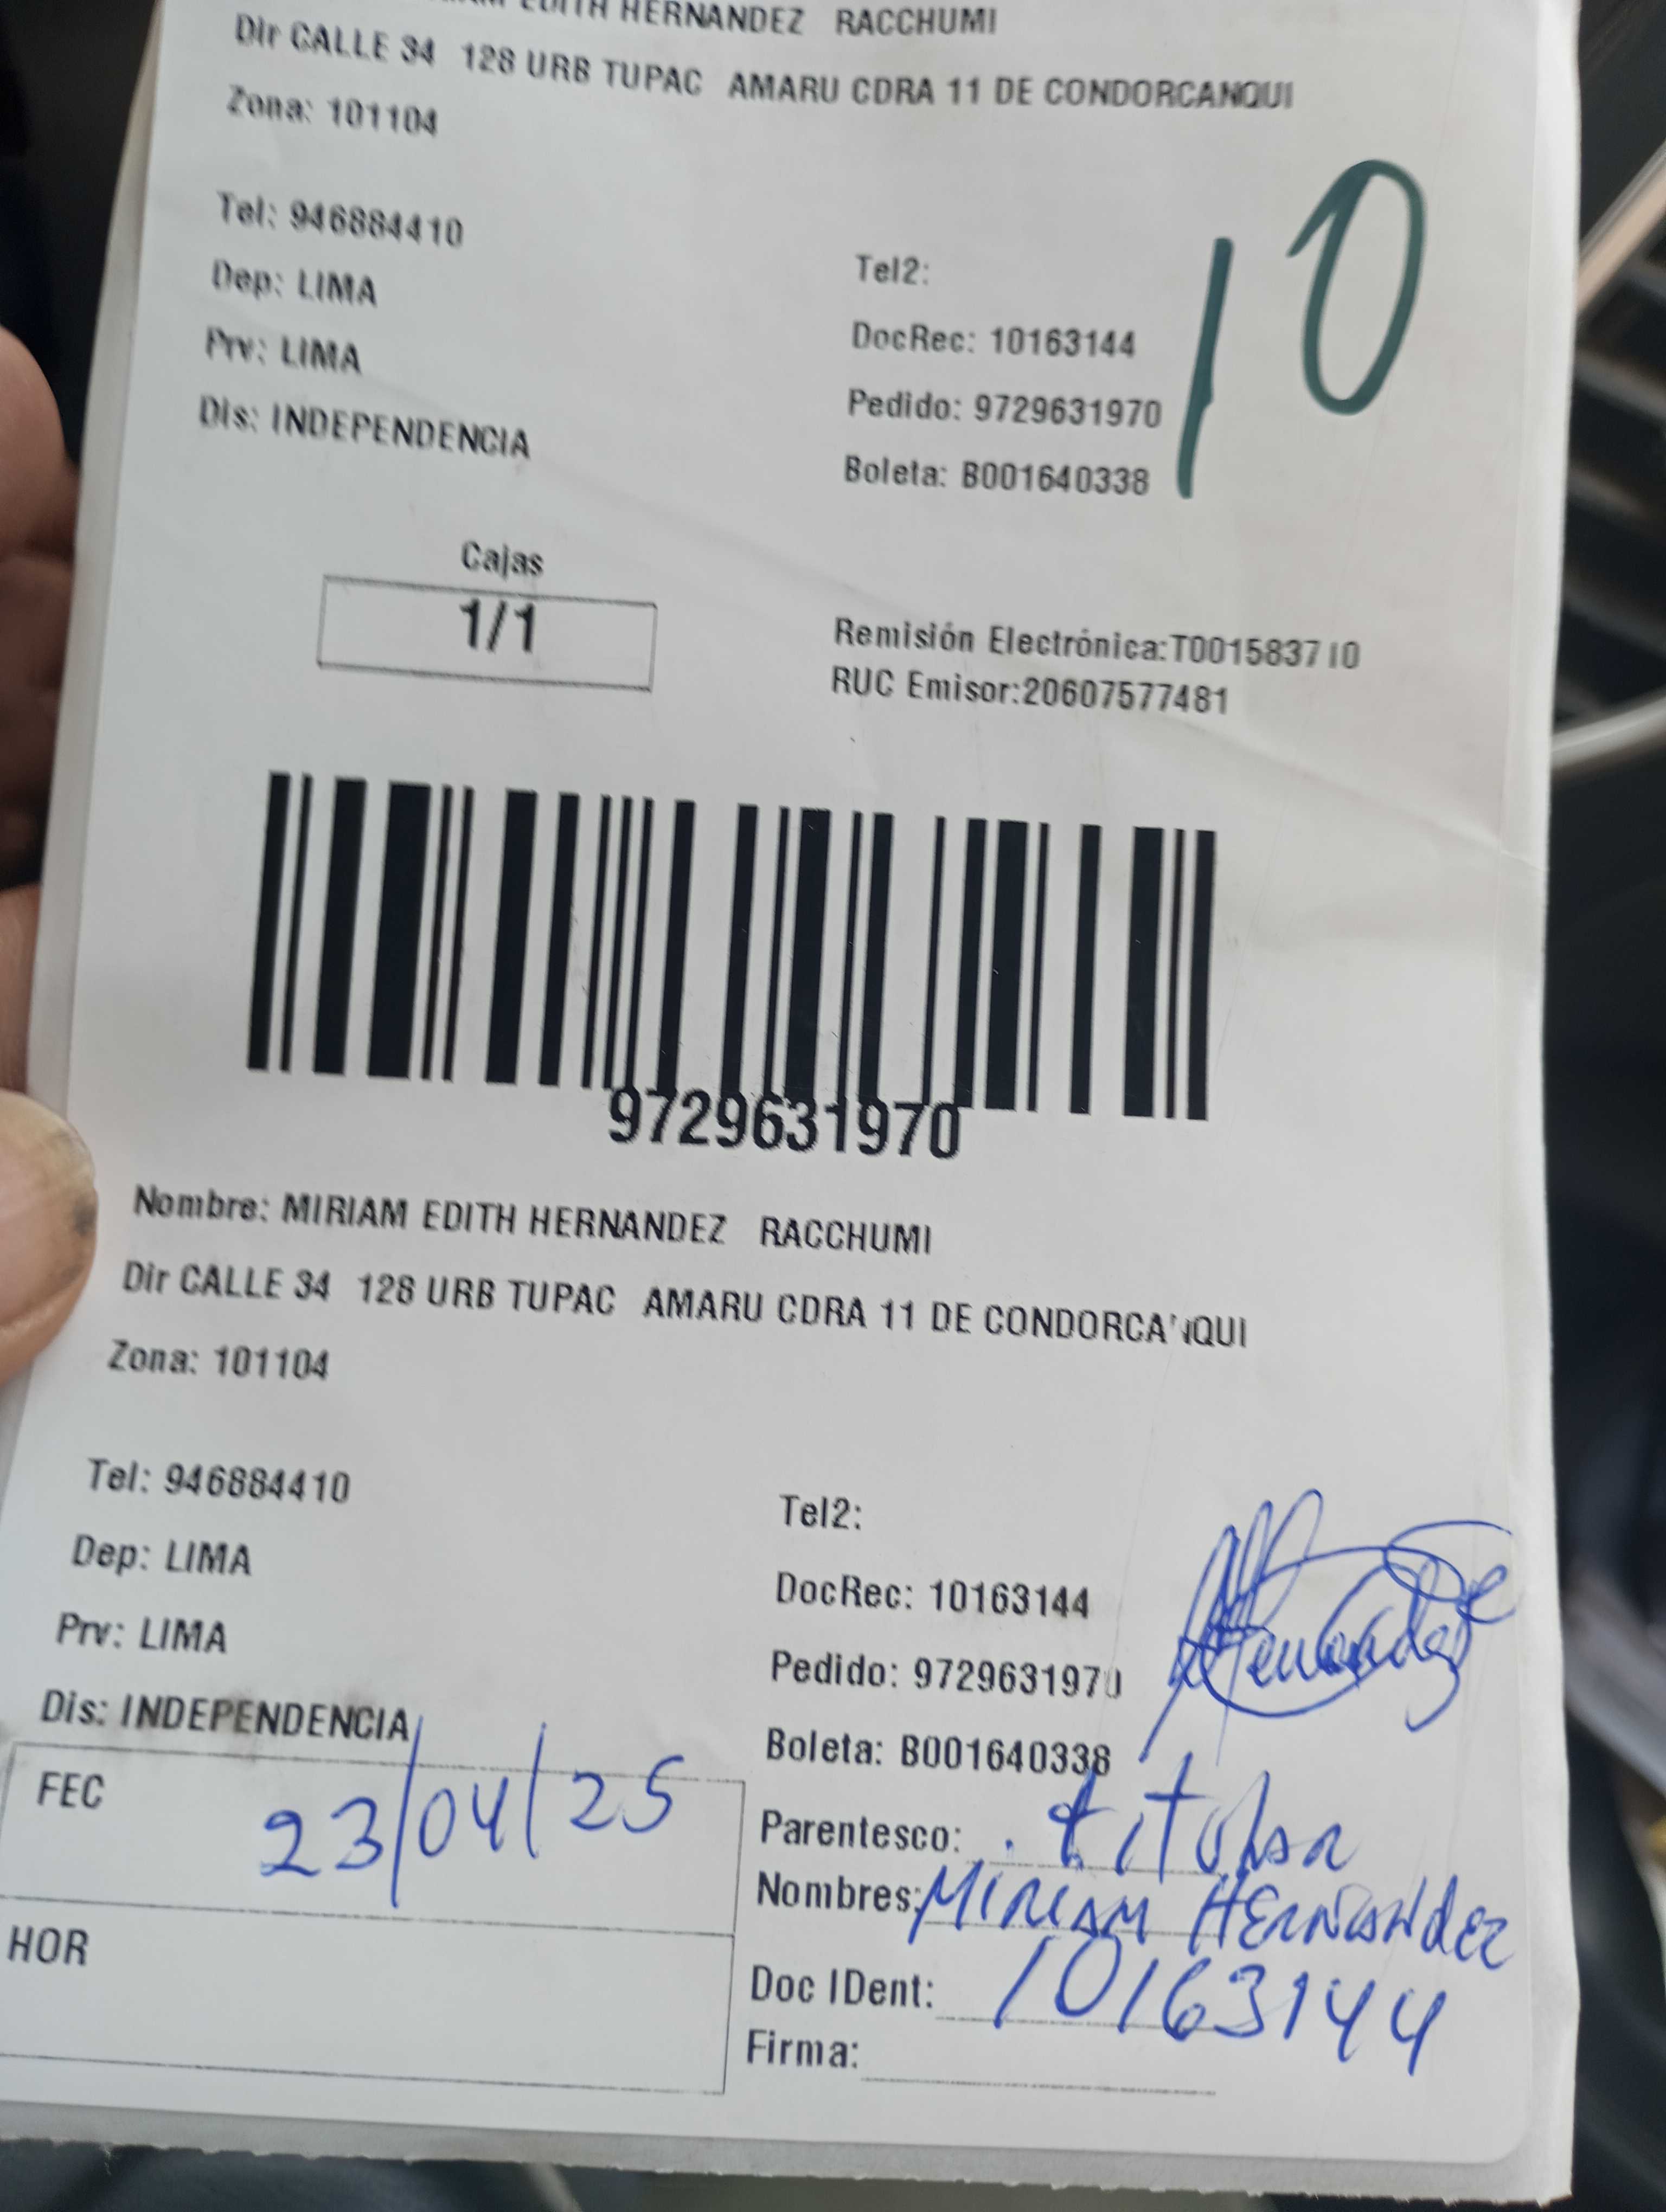 EDITH HERNANDEZ RACCHUMI
Dir CALLE 34 128 URB TUPAC AMARU CDRA 11 DE CONDORCANQUI
Zona: 101104
Tel: 946884410
Dep: LIMA
Prv: LIMA
Dis: INDEPENDENCIA
Tel2:
DocRec: 10163144
Pedido: 9729631970
Boleta: B001640338
10
Cajas
1/1
Remisión Electrónica:T001583710
RUC Emisor:20607577481
9729631970
Nombre: MIRIAM EDITH HERNANDEZ RACCHUMI
Dir CALLE 34 128 URB TUPAC AMARU CDRA 11 DE CONDORCANQUI
Zona: 101104
Tel: 946884410
Dep: LIMA
Prv: LIMA
Dis: INDEPENDENCIA
Tel2:
DocRec: 10163144
Pedido: 9729631970
Boleta: B001640338
FEC 23/04/25
HOR
Parentesco: titular
Nombres: MIRIAM HERNANdez
Doc IDent: 10163144
Firma: